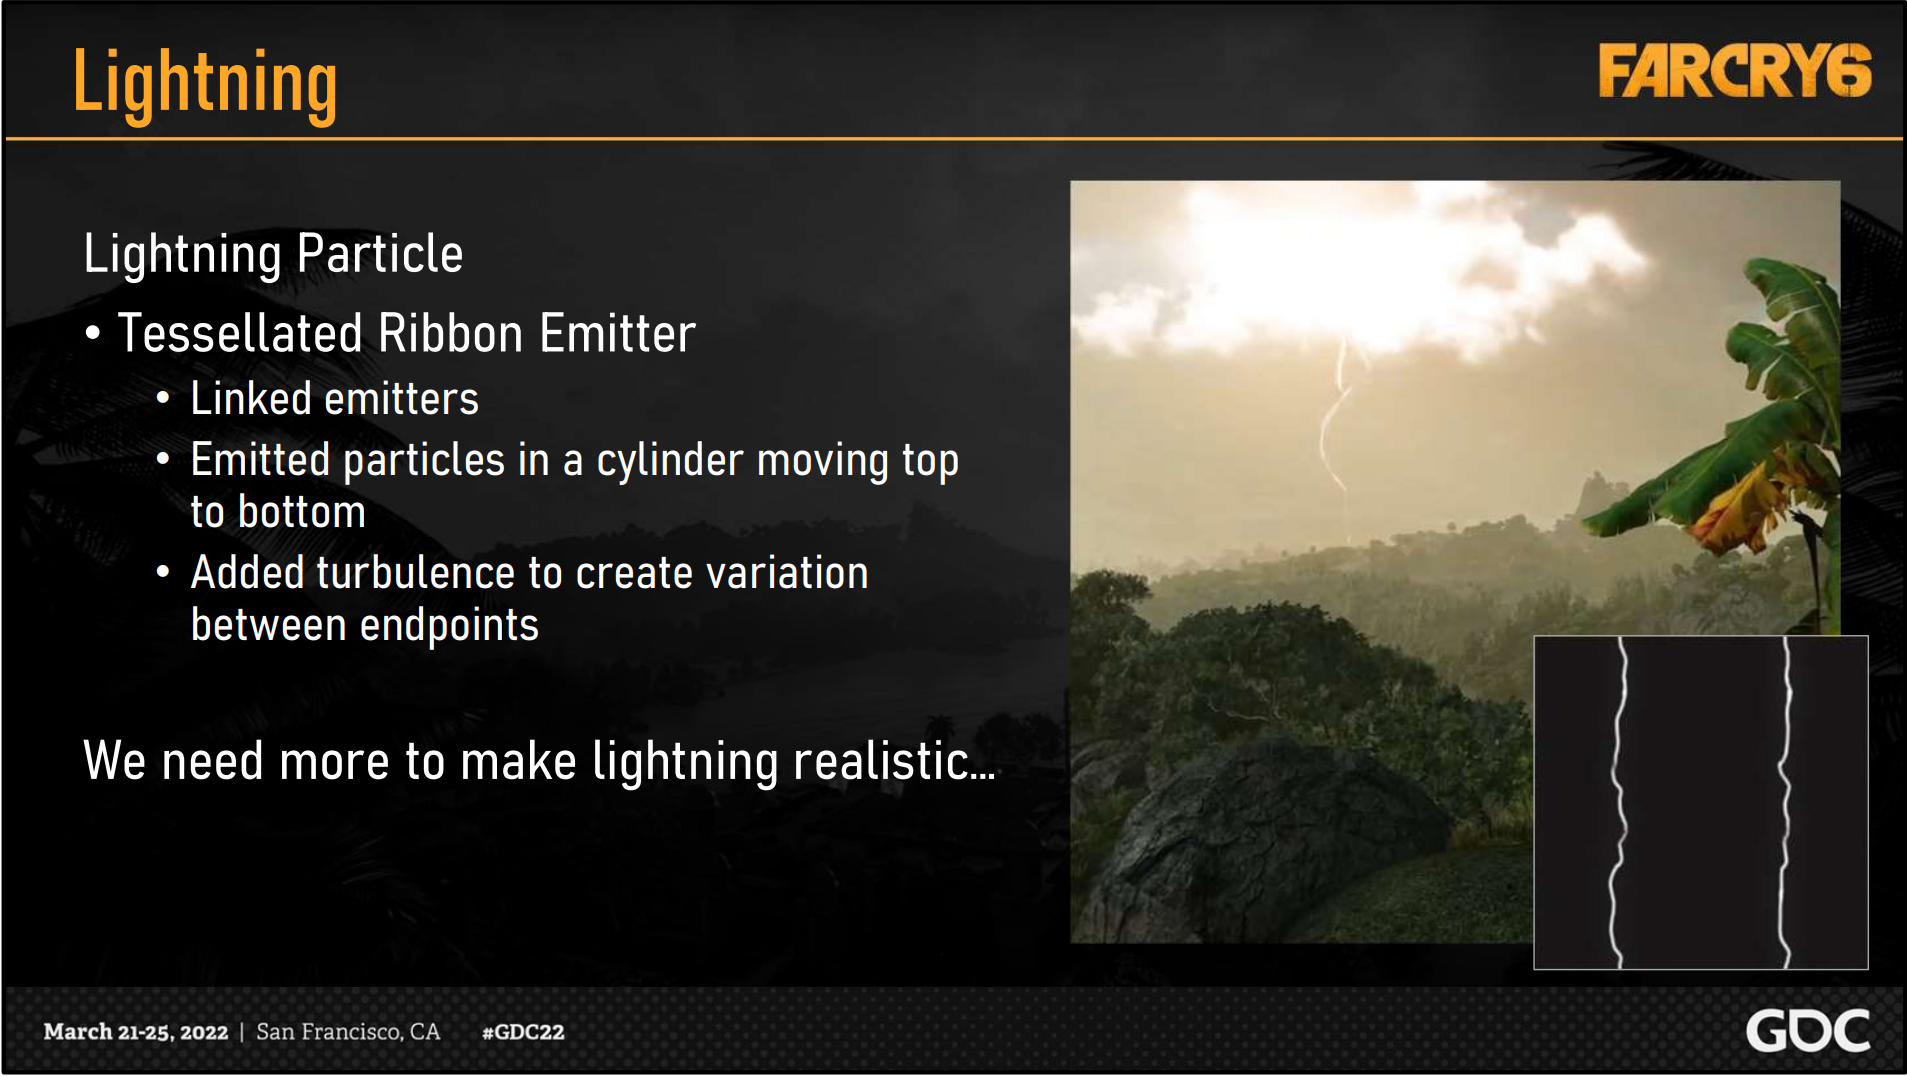 Lightning
FARCRY6
Lightning Particle
• Tessellated Ribbon Emitter
• Linked emitters
• Emitted particles in a cylinder moving top
to bottom
• Added turbulence to create variation
between endpoints
We need more to make lightning realistic...
March 21-25, 2022 | San Francisco, CA #GDC22
GDC